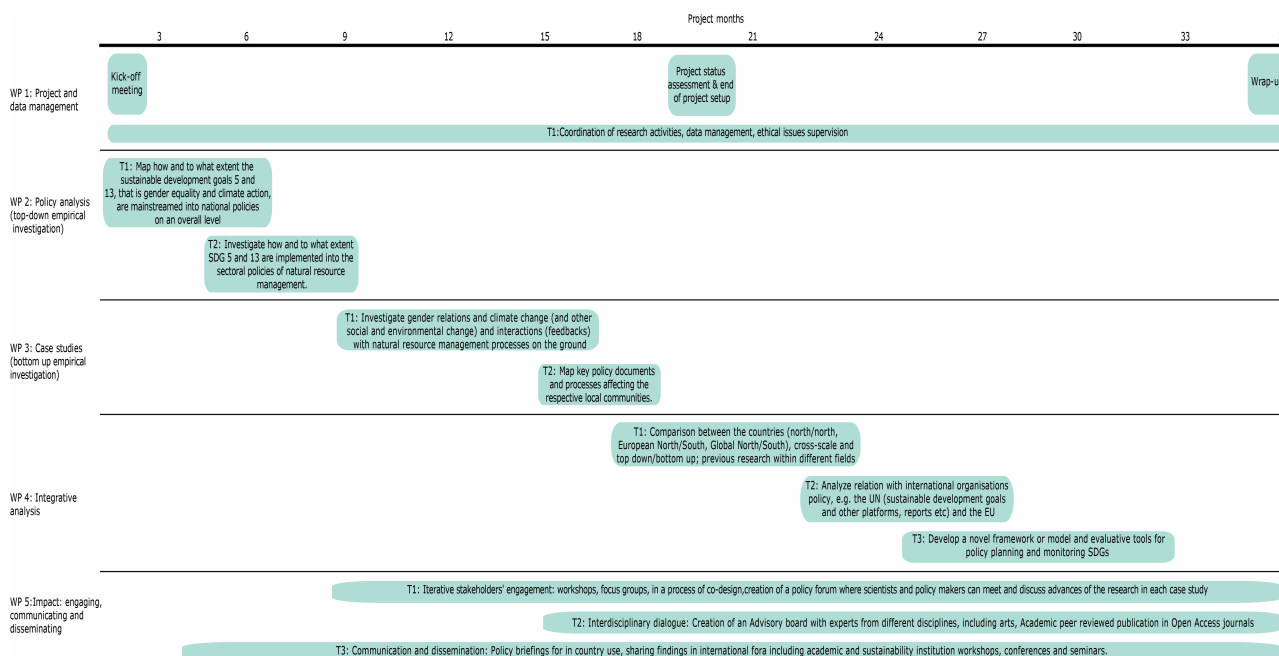 Project months
3 6 9 12 15 18 21 24 27 30 33
WP 1: Project and
data management
Kick-off
meeting
Project status
assessment & end
of project setup
Wrap-u
T1:Coordination of research activities, data management, ethical issues supervision
WP 2: Policy analysis
(top-down empirical
investigation)
T1: Map how and to what extent the
sustainable development goals 5 and
13, that is gender equality and climate action,
are mainstreamed into national policies
on an overall level
T2: Investigate how and to what extent
SDG 5 and 13 are implemented into the
sectoral policies of natural resource
management.
WP 3: Case studies
(bottom up empirical
investigation)
T1: Investigate gender relations and climate change (and other
social and environmental change) and interactions (feedbacks)
with natural resource management processes on the ground
T2: Map key policy documents
and processes affecting the
respective local communities.
WP 4: Integrative
analysis
T1: Comparison between the countries (north/north,
European North/South, Global North/South), cross-scale and
top down/bottom up; previous research within different fields
T2: Analyze relation with international organisations
policy, e.g. the UN (sustainable development goals
and other platforms, reports etc) and the EU
T3: Develop a novel framework or model and evaluative tools for
policy planning and monitoring SDGs
WP 5:Impact: engaging,
communicating and
disseminating
T1: Iterative stakeholders' engagement: workshops, focus groups, in a process of co-design,creation of a policy forum where scientists and policy makers can meet and discuss advances of the research in each case study
T2: Interdisciplinary dialogue: Creation of an Advisory board with experts from different disciplines, including arts, Academic peer reviewed publication in Open Access journals
T3: Communication and dissemination: Policy briefings for in country use, sharing findings in international fora including academic and sustainability institution workshops, conferences and seminars.